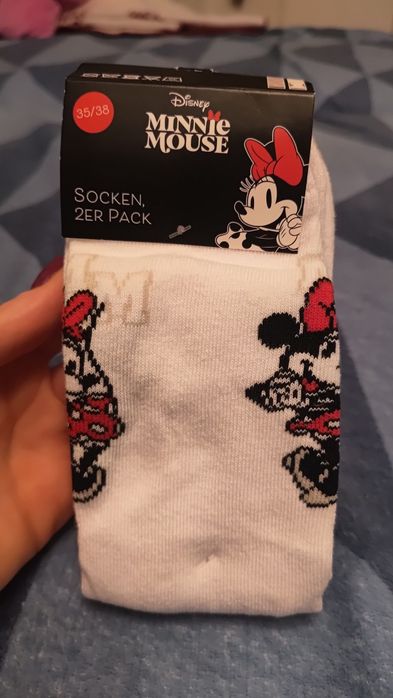 35/38
Disney
MINNIE
MOUSE
SOCKEN,
2ER PACK
M